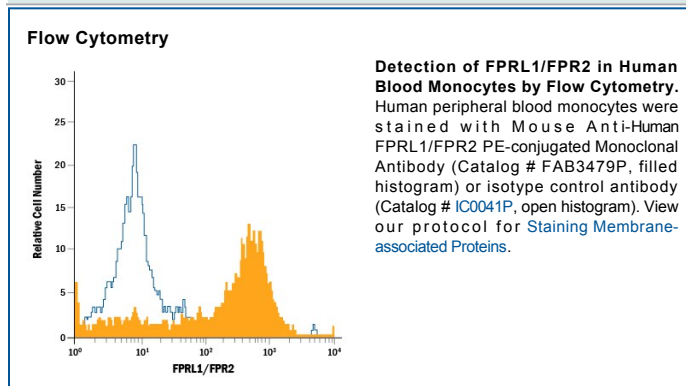 Flow Cytometry
Detection of FPRL1/FPR2 in Human
Blood Monocytes by Flow Cytometry.
Human peripheral blood monocytes were
stained with Mouse Anti-Human
FPRL1/FPR2 PE-conjugated Monoclonal
Antibody (Catalog # FAB3479P, filled
histogram) or isotype control antibody
(Catalog # IC0041P, open histogram). View
our protocol for Staining Membrane-
associated Proteins.
Relative Cell Number
30
25
20
15
10
5
0
10⁰ 10¹ 10² 10³ 10⁴
FPRL1/FPR2